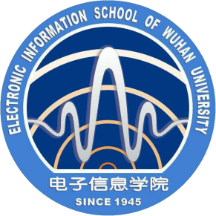 ELECTRONIC INFORMATION SCHOOL OF WUHAN UNIVERSITY
电子信息学院
SINCE 1945